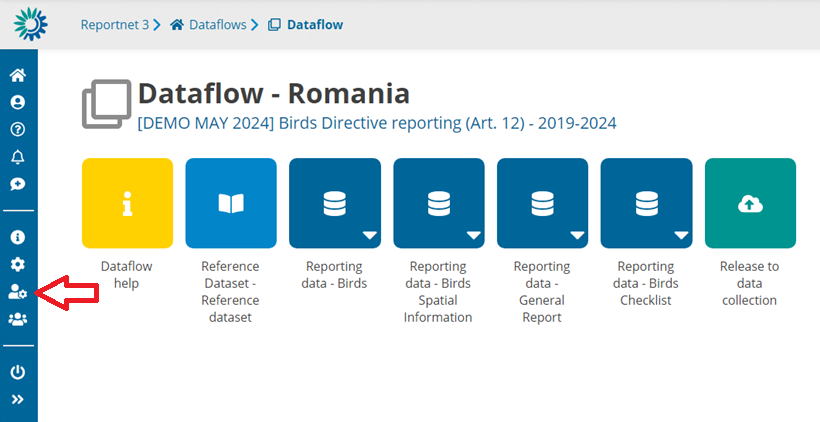 Reportnet 3 Dataflows Dataflow
Dataflow - Romania
[DEMO MAY 2024] Birds Directive reporting (Art. 12) - 2019-2024
Dataflow
help
Reference
Dataset -
Reference
dataset
Reporting
data - Birds
Reporting
data - Birds
Spatial
Information
Reporting
data -
General
Report
Reporting
data - Birds
Checklist
Release to
data
collection